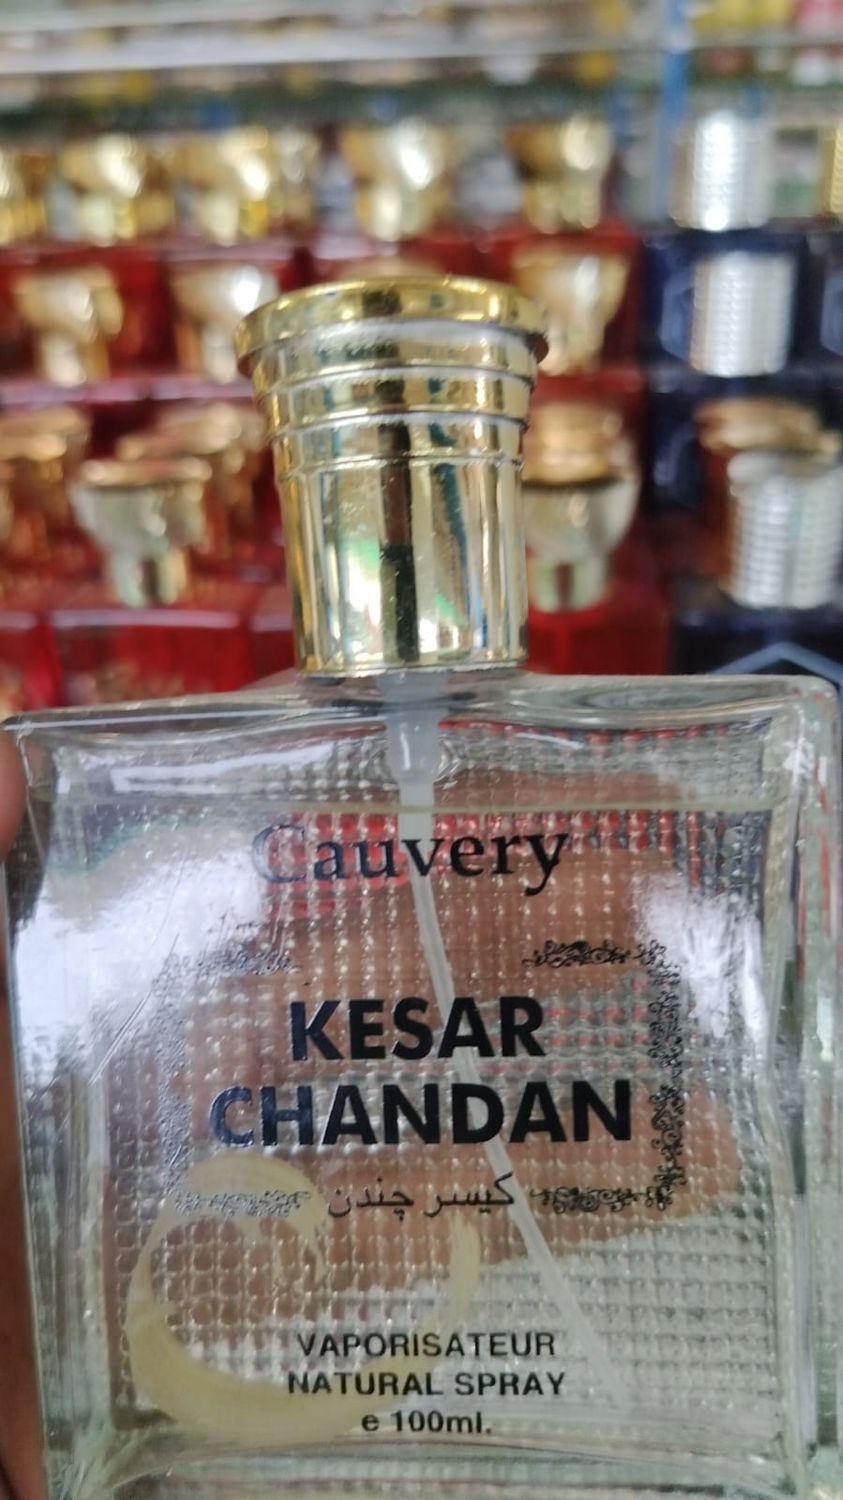 Cauvery
KESAR
CHANDAN
کیسر چندن
VAPORISATEUR
NATURAL SPRAY
e 100ml.